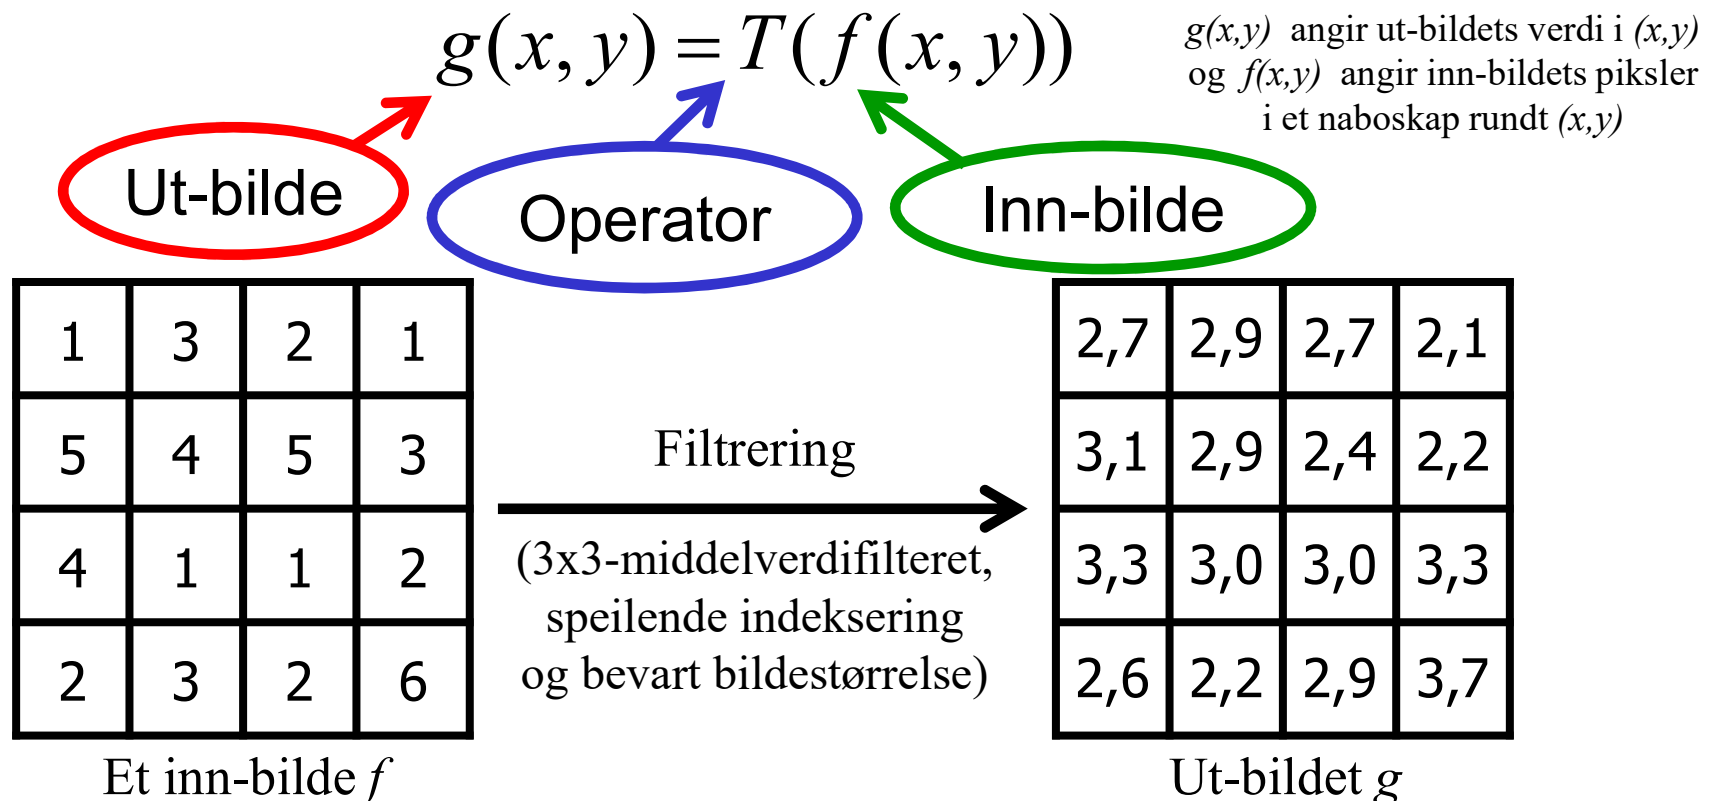 g(x, y) = T(f(x, y))
g(x,y) angir ut-bildets verdi i (x,y)
og f(x,y) angir inn-bildets piksler
i et naboskap rundt (x,y)
Ut-bilde
Operator
Inn-bilde
1 3 2 1
5 4 5 3
4 1 1 2
2 3 2 6
Et inn-bilde f
Filtrering
(3x3-middelverdifilteret,
speilende indeksering
og bevart bildestørrelse)
2,7 2,9 2,7 2,1
3,1 2,9 2,4 2,2
3,3 3,0 3,0 3,3
2,6 2,2 2,9 3,7
Ut-bildet g